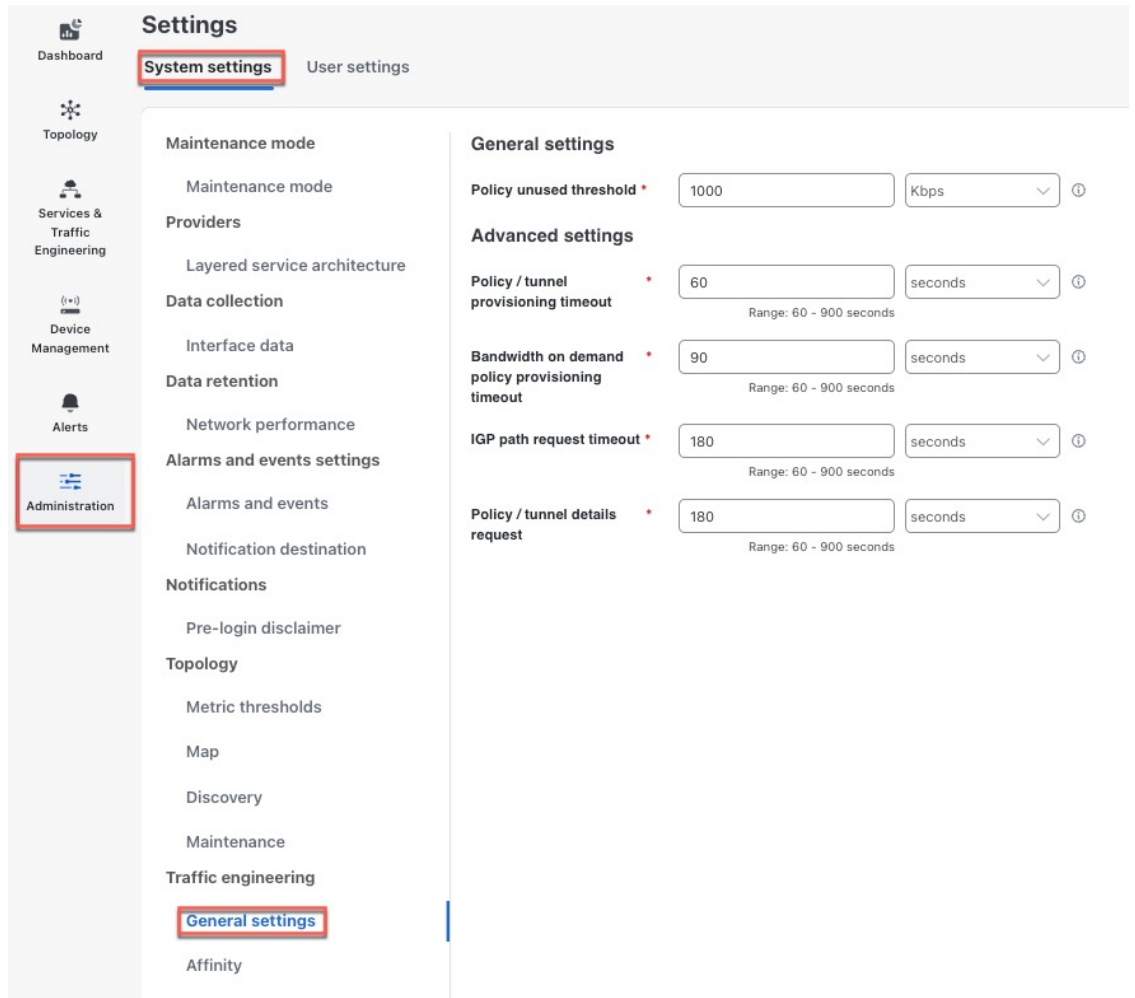 Dashboard
Topology
Services &
Traffic
Engineering
Device
Management
Alerts
Administration
Settings
System settings
User settings
Maintenance mode
Maintenance mode
Providers
Layered service architecture
Data collection
Interface data
Data retention
Network performance
Alarms and events settings
Alarms and events
Notification destination
Notifications
Pre-login disclaimer
Topology
Metric thresholds
Map
Discovery
Maintenance
Traffic engineering
General settings
Affinity
General settings
Policy unused threshold * 1000 Kbps
Advanced settings
Policy / tunnel * 60 seconds
provisioning timeout
Range: 60 - 900 seconds
Bandwidth on demand * 90 seconds
policy provisioning
timeout
Range: 60 - 900 seconds
IGP path request timeout * 180 seconds
Range: 60 - 900 seconds
Policy / tunnel details * 180 seconds
request
Range: 60 - 900 seconds